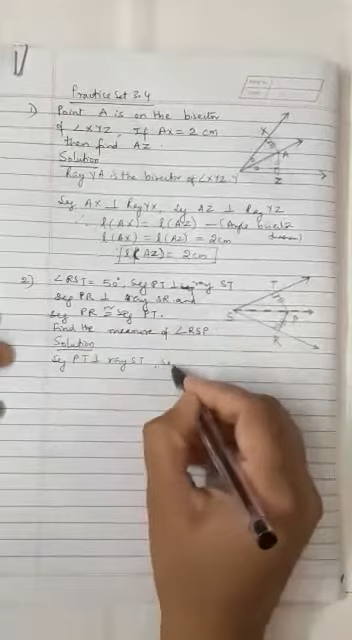 Practice Set 3.4
1) Point A is on the bisector
of ∠XYZ, If AX = 2 cm
then find AZ.
Solution
Ray YA is the bisector of ∠XYZ
X
A
Y
Z
Seg AX ⊥ Ray YX, Seg AZ ⊥ Ray YZ
∴ l(AX) = l(AZ) — (Angle bisector
theorem)
l(AX) = l(AZ) = 2cm
l(AZ) = 2cm
2) ∠RST = 50°. Seg PT ⊥ ray ST
seg PR ⊥ ray SR and
seg PR ≅ seg PT.
Find the measure of ∠RSP
T
S
P
R
Solution
Seg PT ⊥ ray ST,